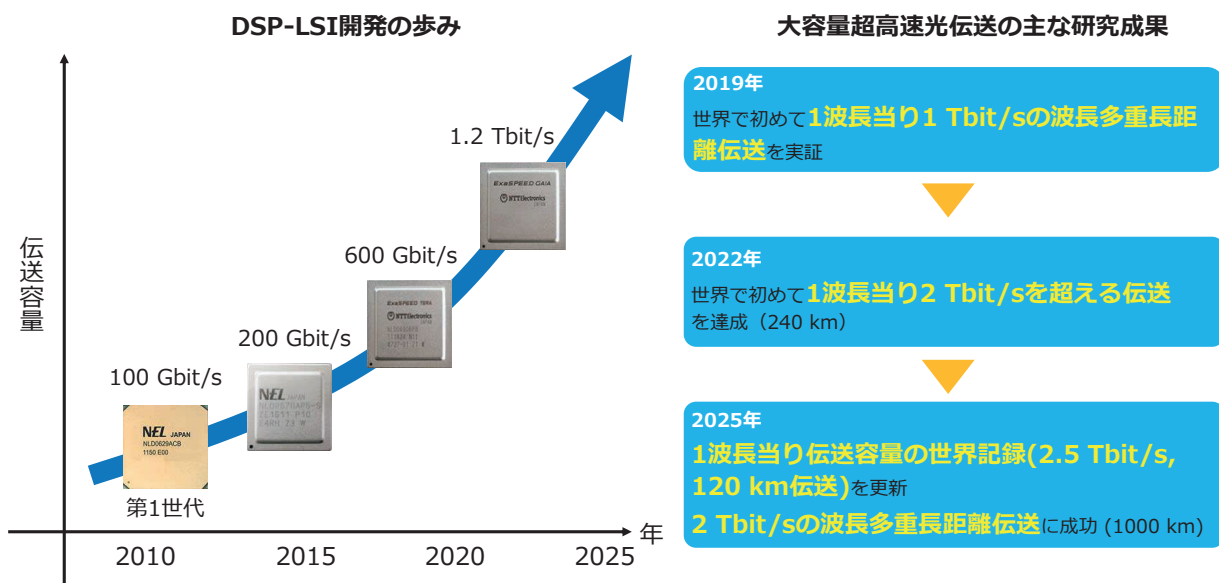 DSP-LSI開発の歩み
伝送容量
100 Gbit/s
200 Gbit/s
600 Gbit/s
1.2 Tbit/s
NEL JAPAN
NLD0629ACB
1150 E00
第1世代
NEL JAPAN
ExaSPEED
NTT Electronics
JAPAN
ExaSPEED GAIA
NTT Electronics
JAPAN
年
2010
2015
2020
2025
大容量超高速光伝送の主な研究成果
2019年
世界で初めて1波長当り1 Tbit/sの波長多重長距
離伝送を実証
2022年
世界で初めて1波長当り2 Tbit/sを超える伝送
を達成（240 km）
2025年
1波長当り伝送容量の世界記録(2.5 Tbit/s,
120 km伝送)を更新
2 Tbit/sの波長多重長距離伝送に成功 (1000 km)